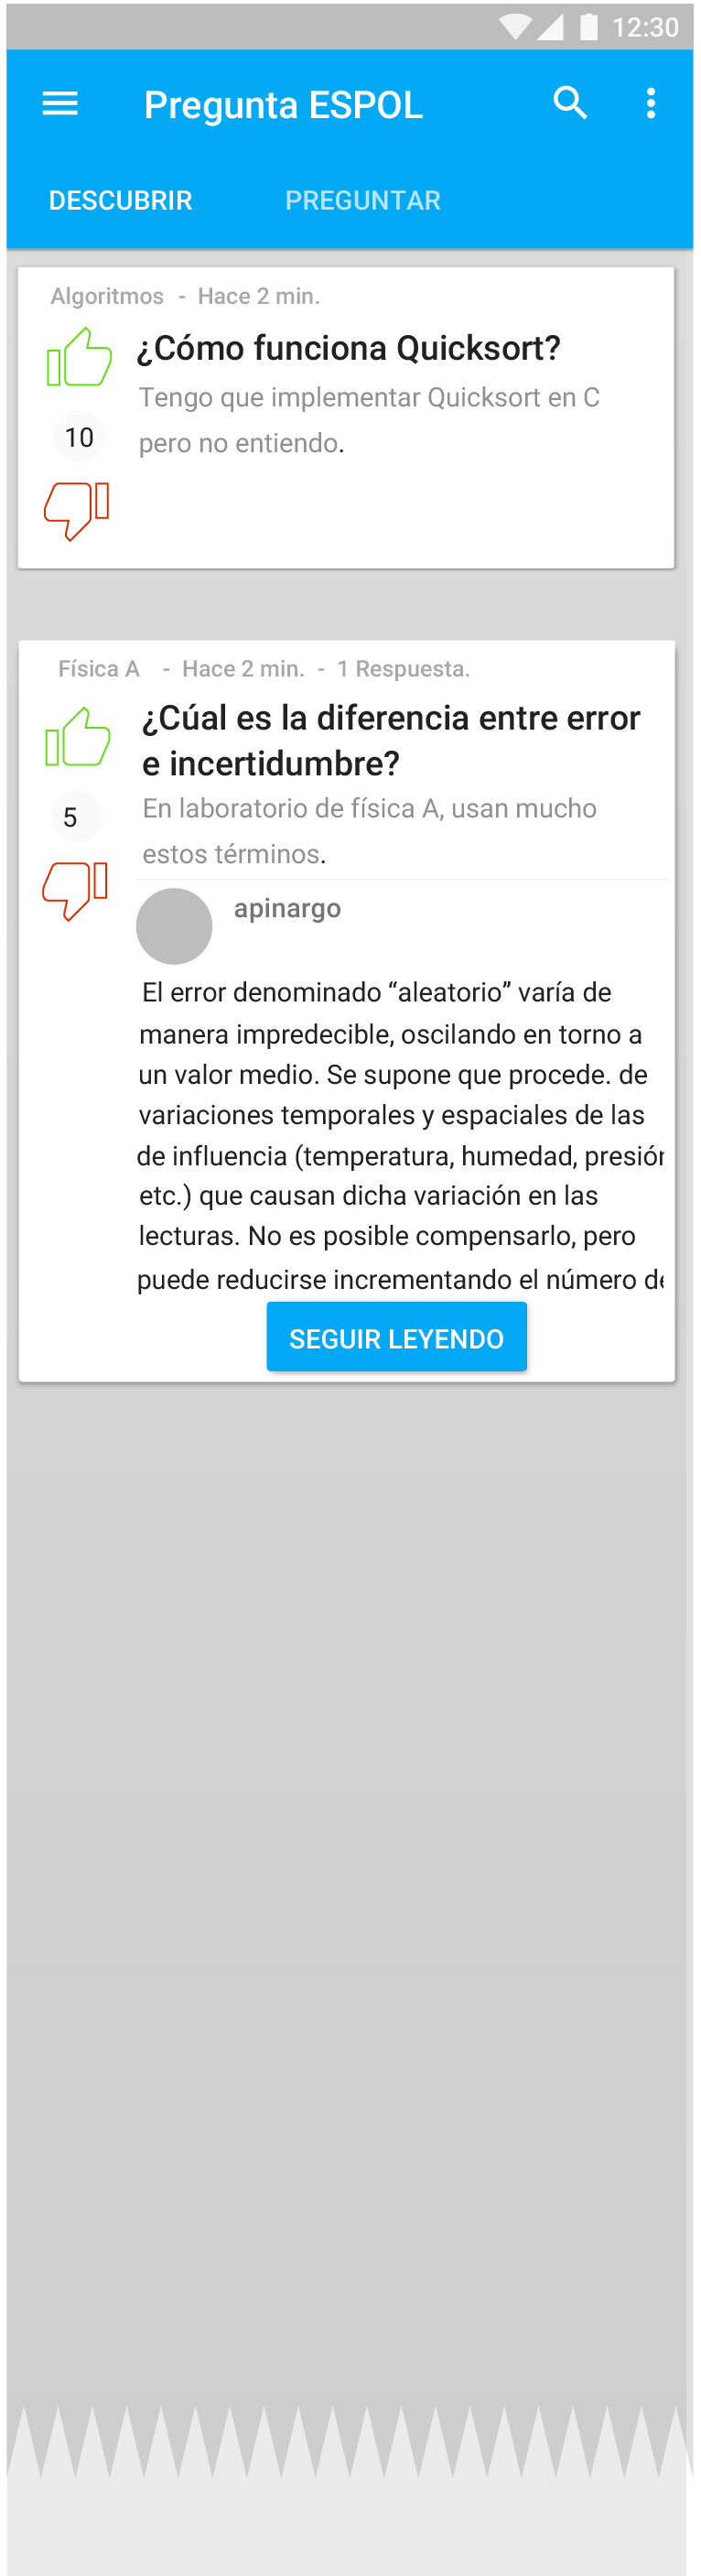 12:30
Pregunta ESPOL
DESCUBRIR PREGUNTAR
Algoritmos - Hace 2 min.
¿Cómo funciona Quicksort?
Tengo que implementar Quicksort en C
pero no entiendo.
10
Física A - Hace 2 min. - 1 Respuesta.
¿Cúal es la diferencia entre error
e incertidumbre?
En laboratorio de física A, usan mucho
estos términos.
5
apinargo
El error denominado “aleatorio” varía de
manera impredecible, oscilando en torno a
un valor medio. Se supone que procede. de
variaciones temporales y espaciales de las
de influencia (temperatura, humedad, presión
etc.) que causan dicha variación en las
lecturas. No es posible compensarlo, pero
puede reducirse incrementando el número de
SEGUIR LEYENDO